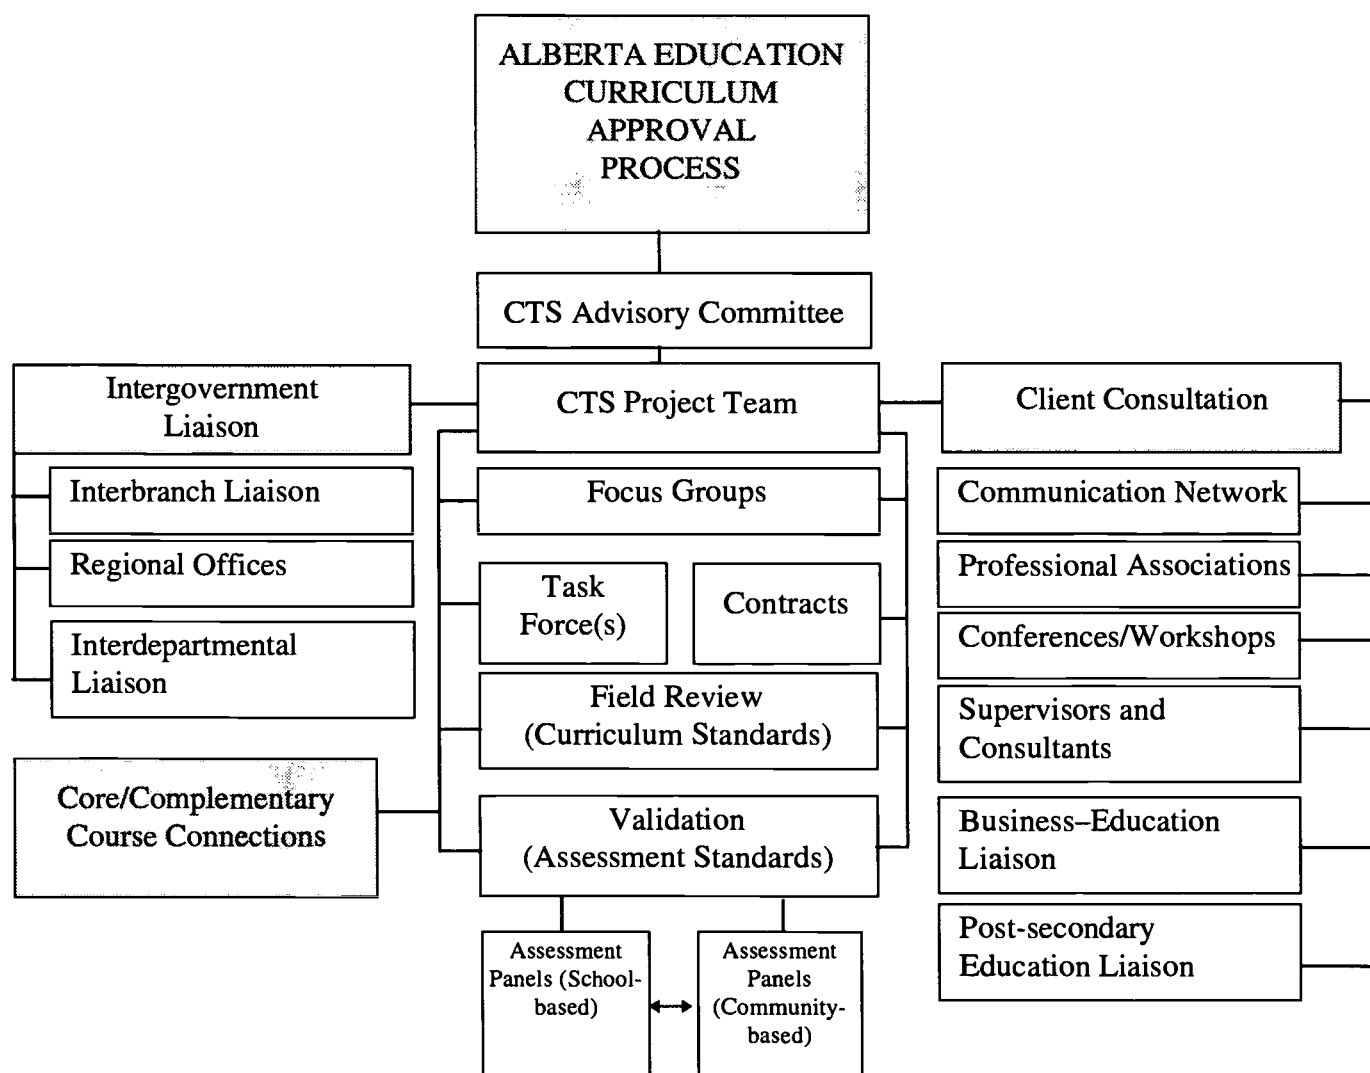 ALBERTA EDUCATION
CURRICULUM
APPROVAL
PROCESS
CTS Advisory Committee
Intergovernment
Liaison
CTS Project Team
Client Consultation
Interbranch Liaison
Regional Offices
Interdepartmental
Liaison
Core/Complementary
Course Connections
Focus Groups
Task
Force(s)
Contracts
Field Review
(Curriculum Standards)
Validation
(Assessment Standards)
Assessment
Panels (School-
based)
Assessment
Panels
(Community-
based)
Communication Network
Professional Associations
Conferences/Workshops
Supervisors and
Consultants
Business–Education
Liaison
Post-secondary
Education Liaison